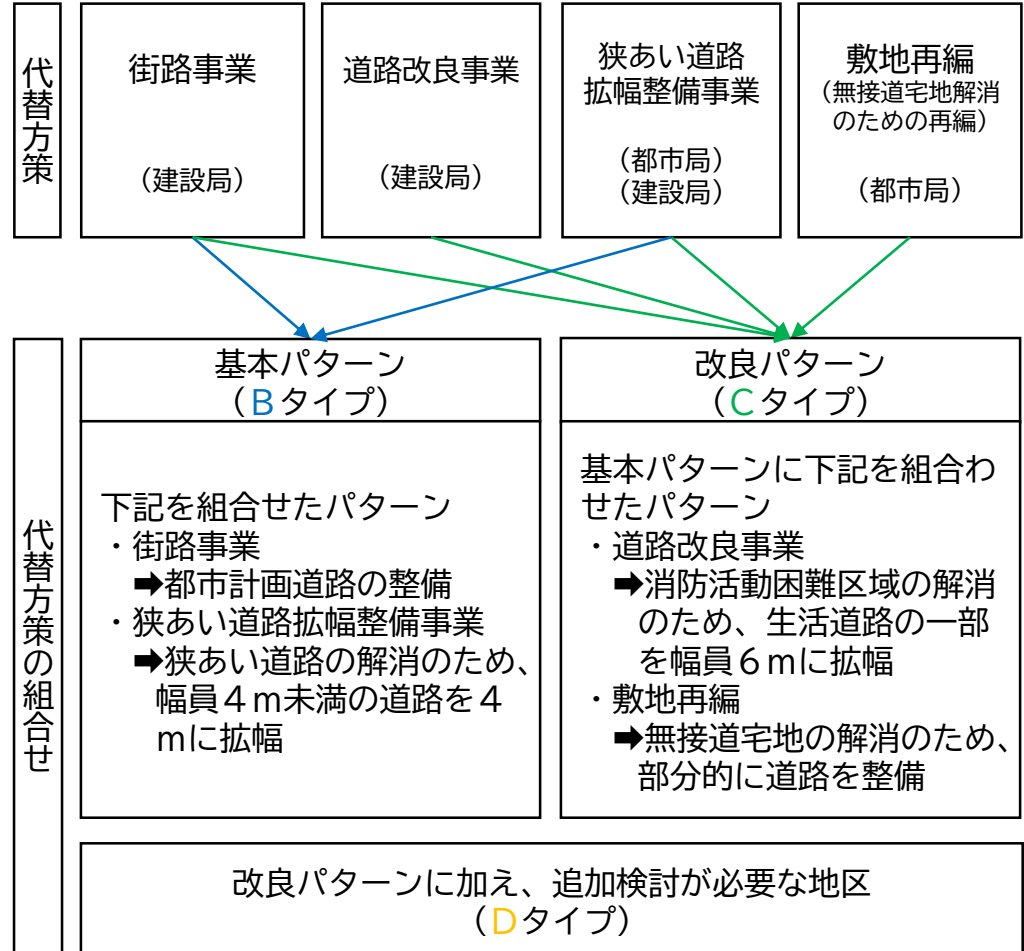 代替方策
街路事業
（建設局）
道路改良事業
（建設局）
狭あい道路
拡幅整備事業
（都市局）
（建設局）
敷地再編
（無接道宅地解消
のための再編）
（都市局）
代替方策の組合せ
基本パターン
（Ｂタイプ）
下記を組合せたパターン
・街路事業
➡都市計画道路の整備
・狭あい道路拡幅整備事業
➡狭あい道路の解消のため、
幅員４ｍ未満の道路を４
ｍに拡幅
改良パターン
（Ｃタイプ）
基本パターンに下記を組合わ
せたパターン
・道路改良事業
➡消防活動困難区域の解消
のため、生活道路の一部
を幅員６ｍに拡幅
・敷地再編
➡無接道宅地の解消のため、
部分的に道路を整備
改良パターンに加え、追加検討が必要な地区
（Ｄタイプ）